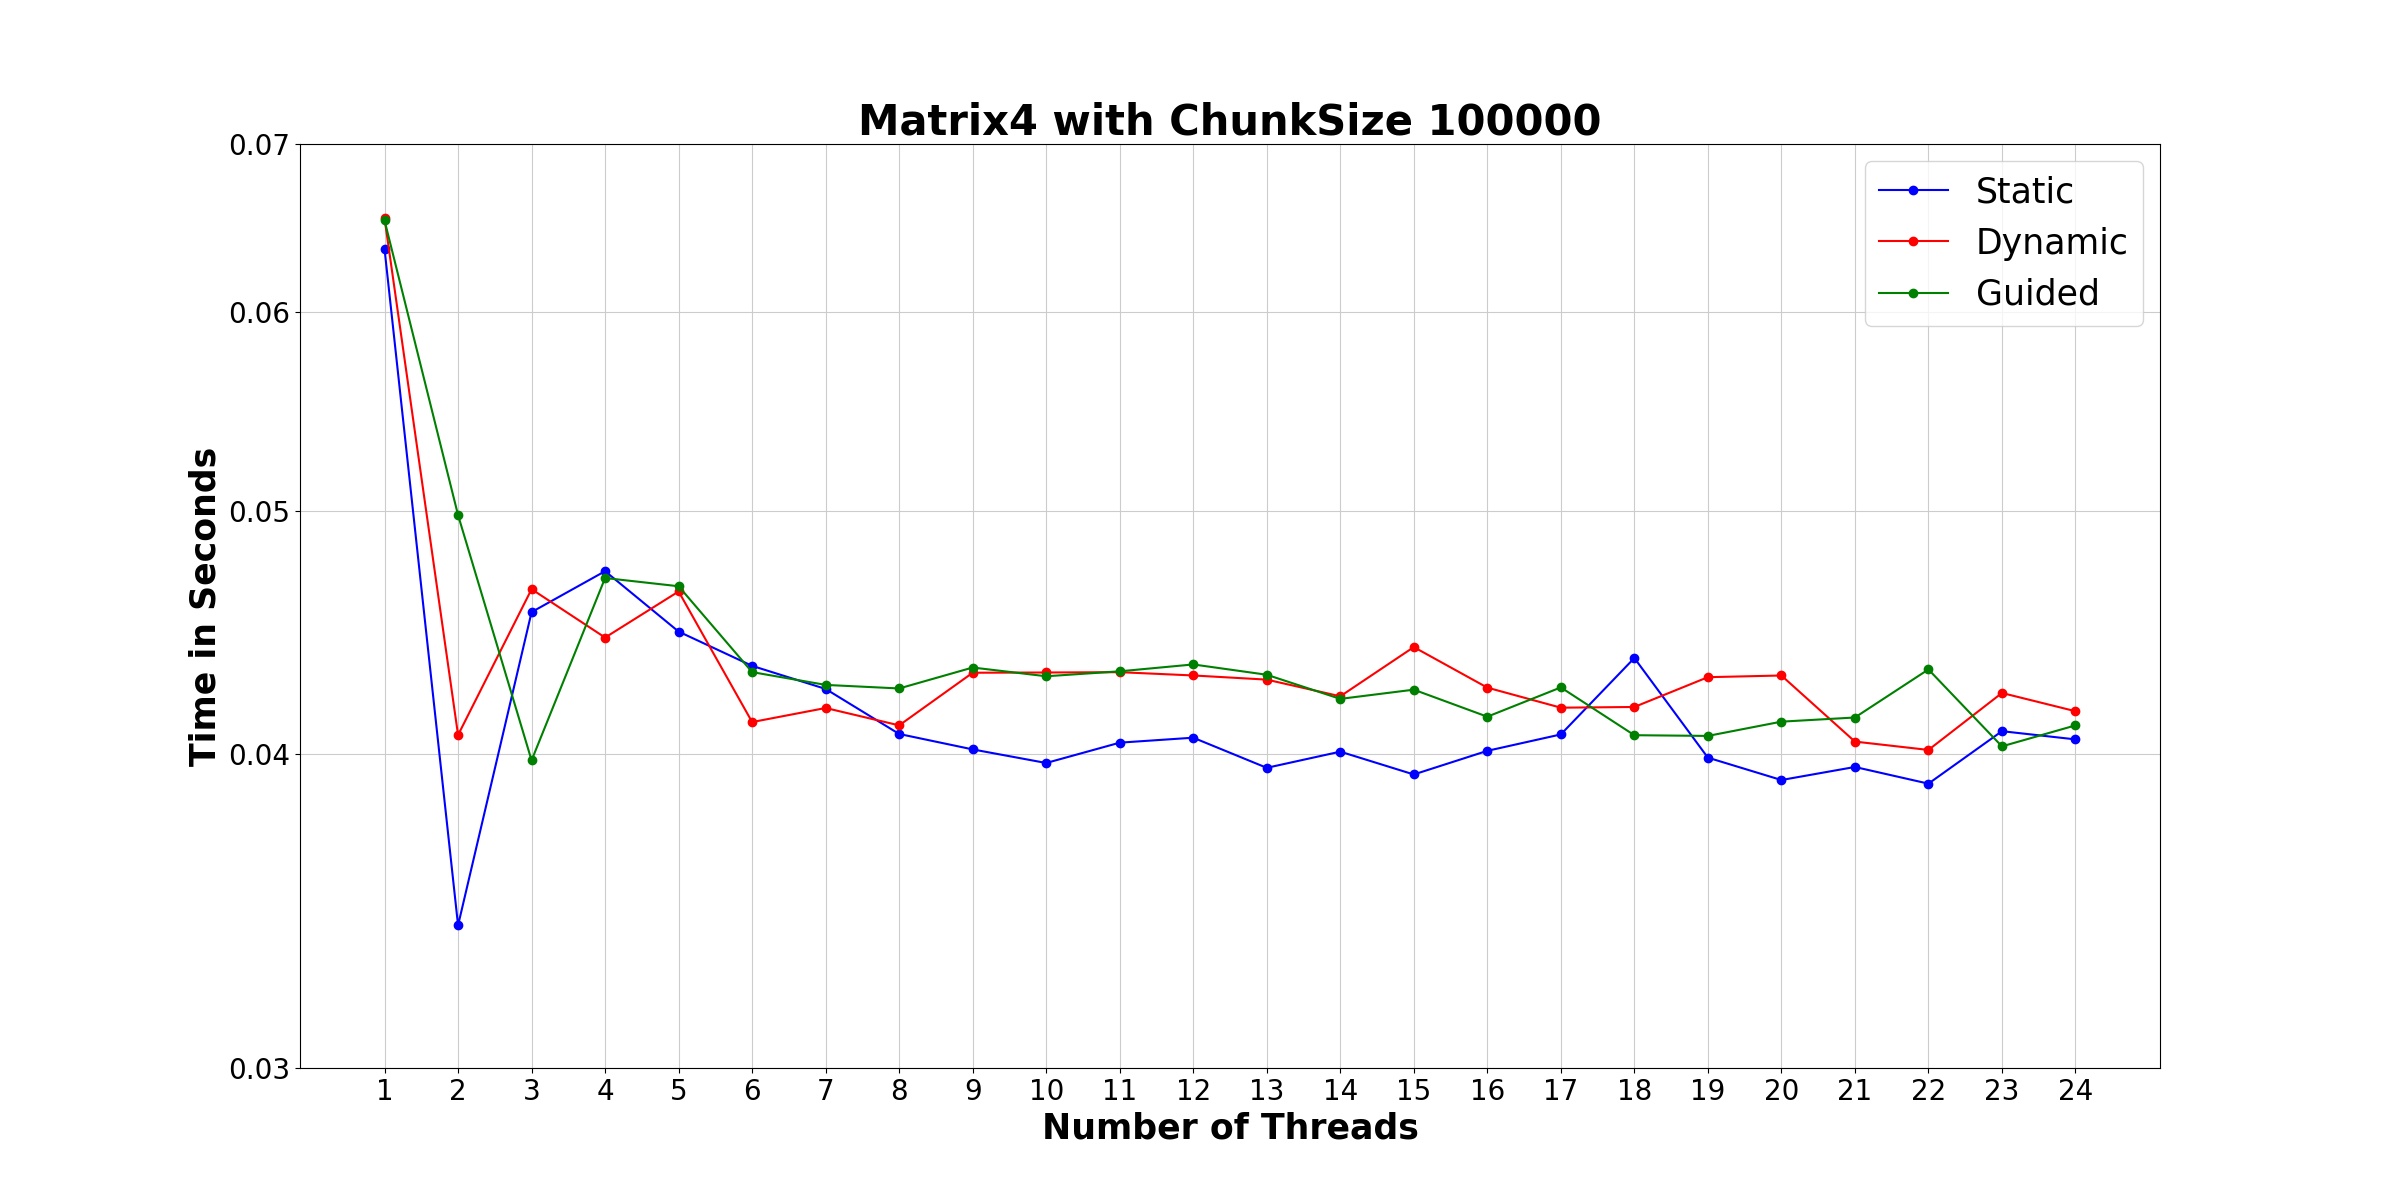 Matrix4 with ChunkSize 100000
0.07
0.06
0.05
0.04
0.03
Time in Seconds
Static
Dynamic
Guided
1 2 3 4 5 6 7 8 9 10 11 12 13 14 15 16 17 18 19 20 21 22 23 24
Number of Threads